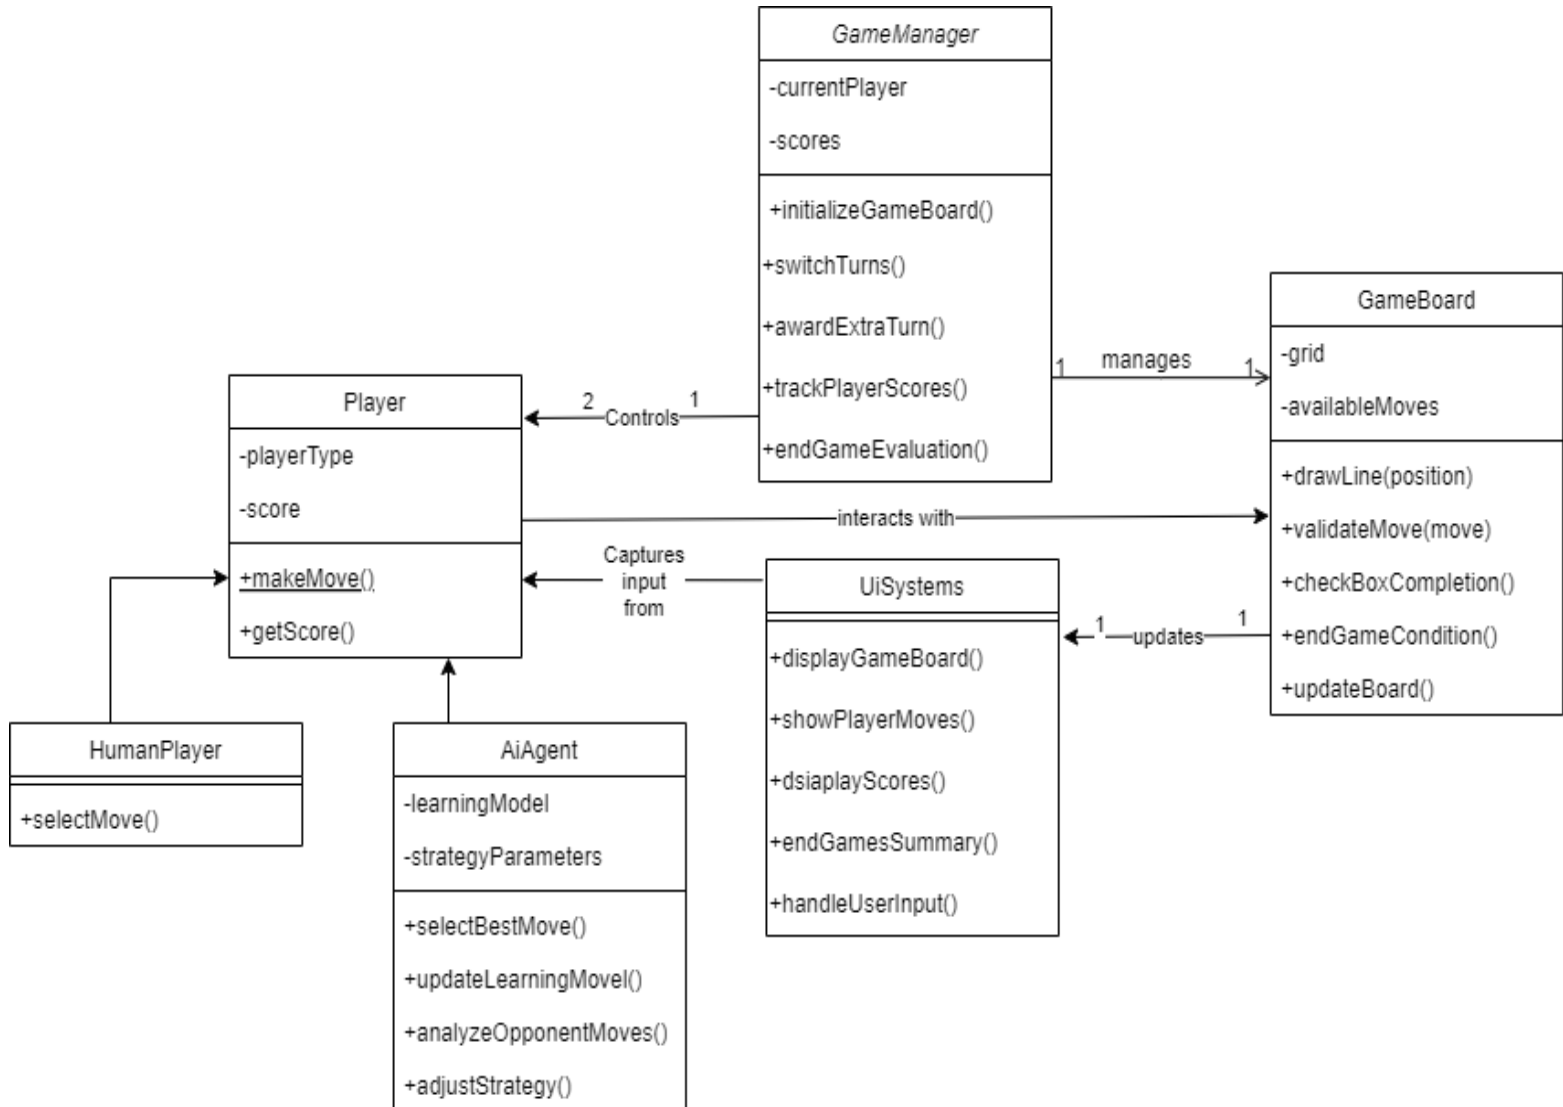 GameManager
-currentPlayer
-scores
+initializeGameBoard()
+switchTurns()
+awardExtraTurn()
+trackPlayerScores()
+endGameEvaluation()
1
manages
1
GameBoard
-grid
-availableMoves
+drawLine(position)
+validateMove(move)
+checkBoxCompletion()
+endGameCondition()
+updateBoard()
2
Controls
1
Player
-playerType
-score
+makeMove()
+getScore()
interacts with
Captures
input
from
UiSystems
+displayGameBoard()
+showPlayerMoves()
+dsiaplayScores()
+endGamesSummary()
+handleUserInput()
1
updates
1
HumanPlayer
+selectMove()
AiAgent
-learningModel
-strategyParameters
+selectBestMove()
+updateLearningMovel()
+analyzeOpponentMoves()
+adjustStrategy()